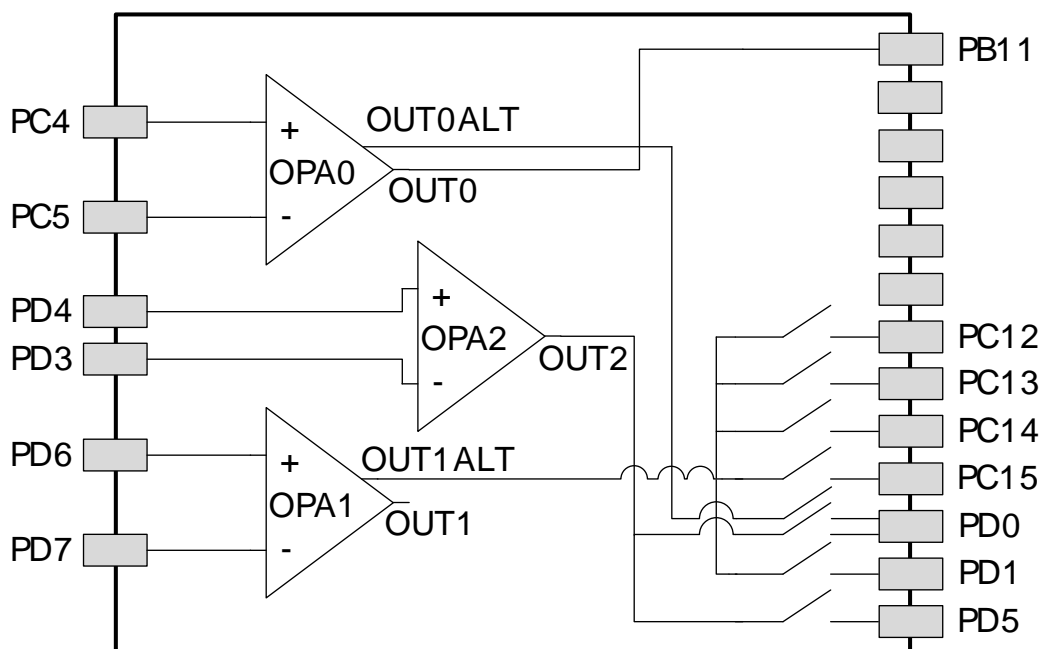 PB11
PC4
+
OUT0ALT
OPA0
OUT0
PC5
-
PD4
+
PC12
OPA2
OUT2
PD3
-
PC13
PC14
PD6
+
OUT1ALT
PC15
OPA1
OUT1
PD0
PD7
-
PD1
PD5